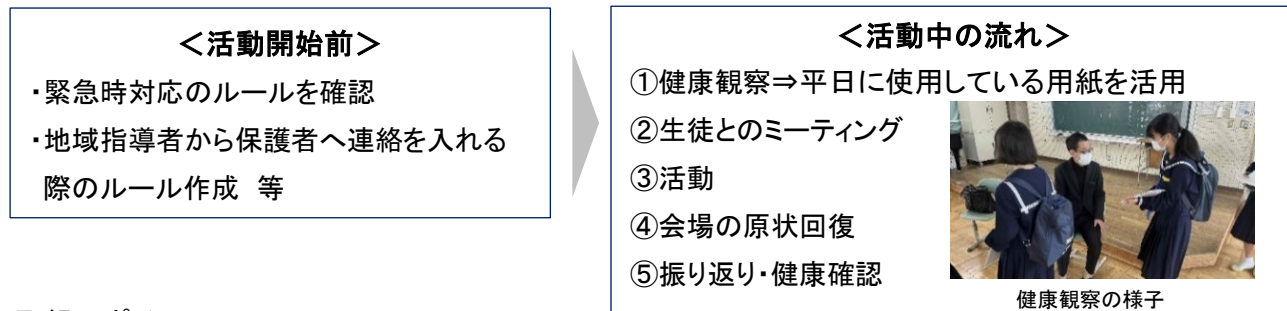 ＜活動開始前＞
・緊急時対応のルールを確認
・地域指導者から保護者へ連絡を入れる
際のルール作成　等
＜活動中の流れ＞
①健康観察⇒平日に使用している用紙を活用
②生徒とのミーティング
③活動
④会場の原状回復
⑤振り返り・健康確認
健康観察の様子